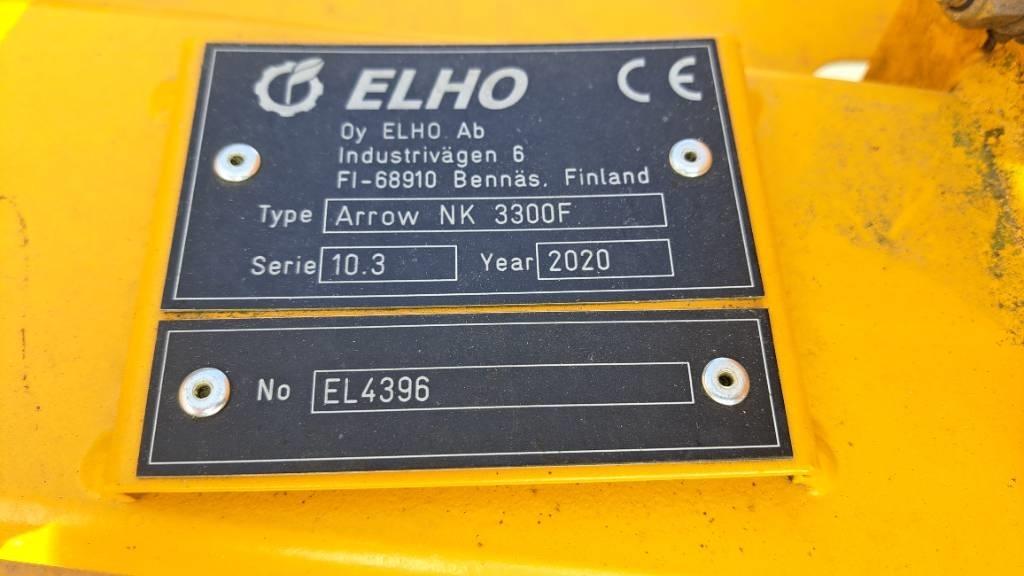 ELHO CE
Oy ELHO Ab
Industrivägen 6
FI-68910 Bennäs. Finland
Type Arrow NK 3300F
Serie 10.3 Year 2020
No EL4396